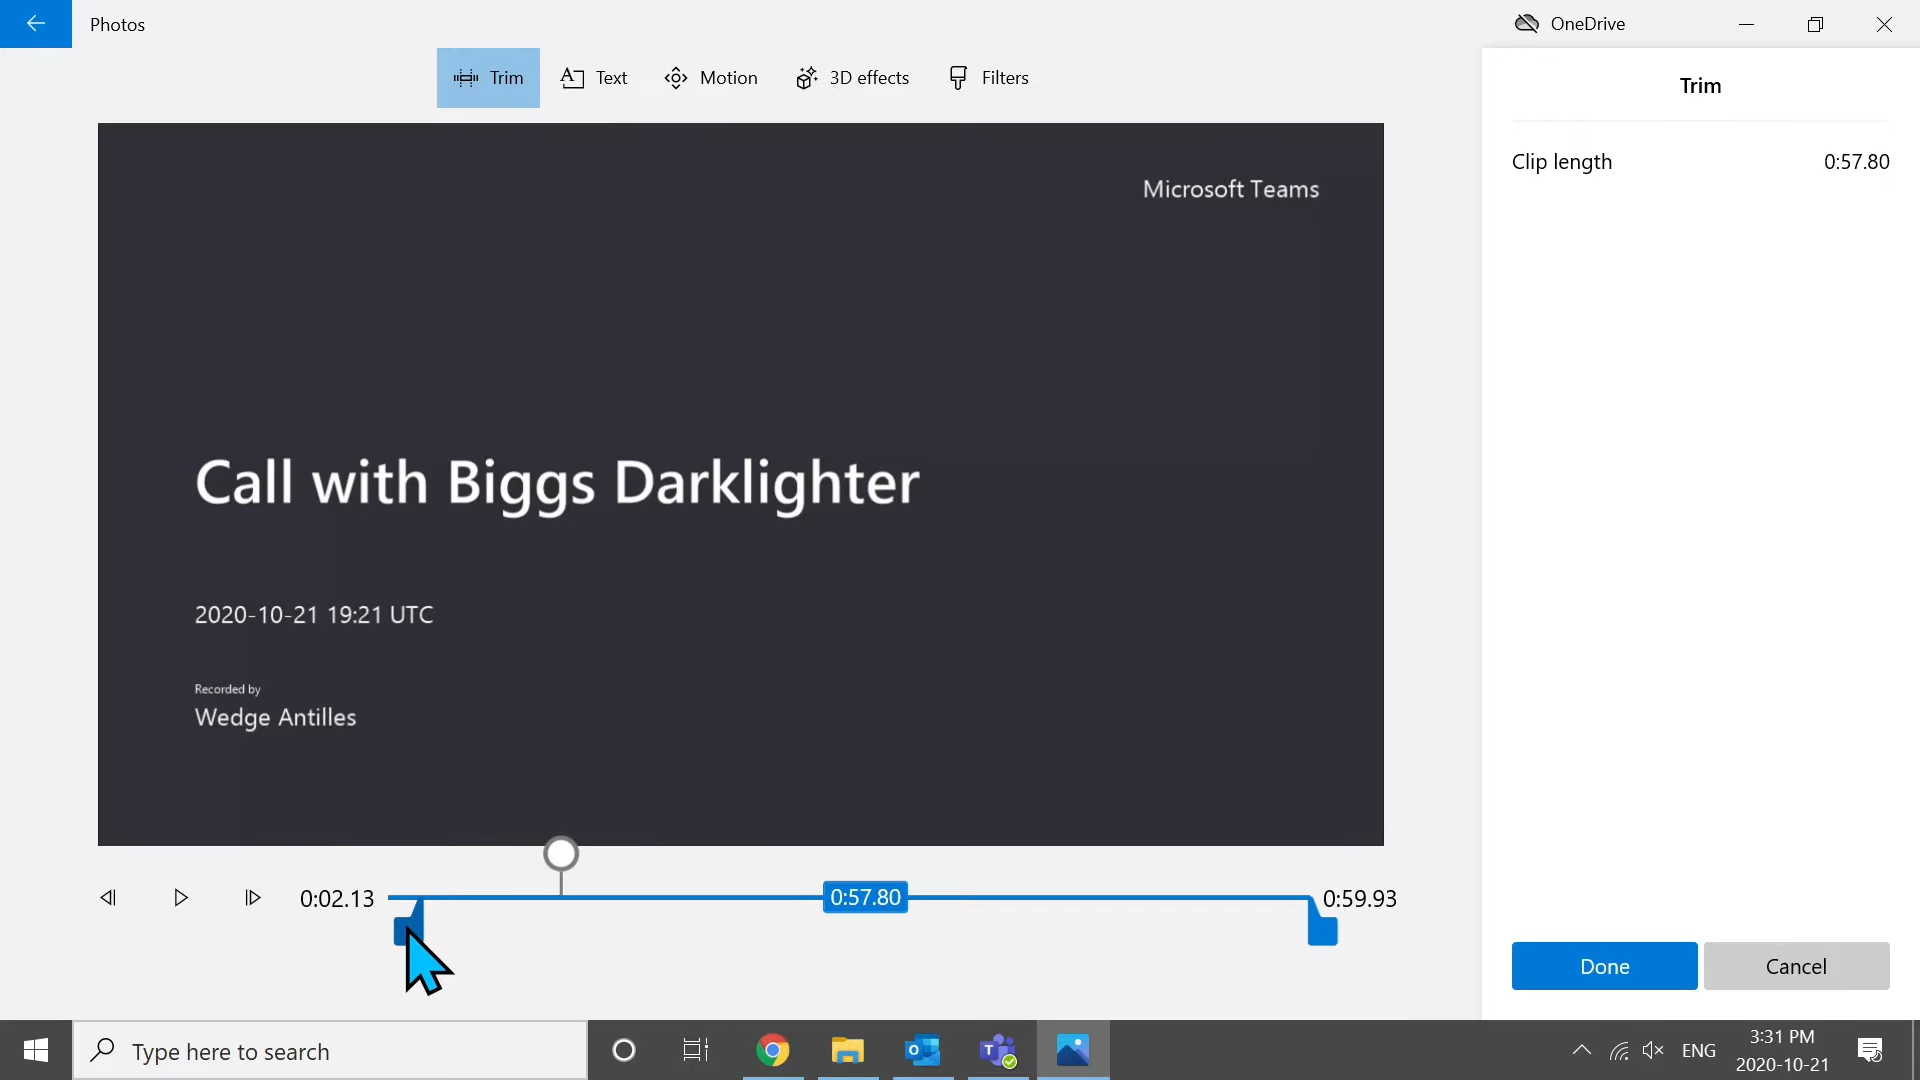 Photos
OneDrive
Trim
Text
Motion
3D effects
Filters
Trim
Clip length
0:57.80
Microsoft Teams
Call with Biggs Darklighter
2020-10-21 19:21 UTC
Recorded by
Wedge Antilles
0:02.13
0:57.80
0:59.93
Done
Cancel
Type here to search
ENG
3:31 PM
2020-10-21